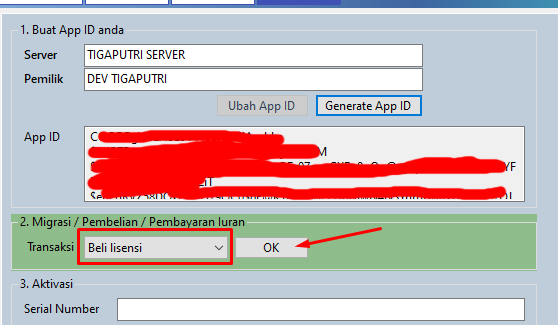 1. Buat App ID anda
Server TIGAPUTRI SERVER
Pemilik DEV TIGAPUTRI
Ubah App ID Generate App ID
App ID
2. Migrasi / Pembelian / Pembayaran Iuran
Transaksi Beli lisensi OK
3. Aktivasi
Serial Number